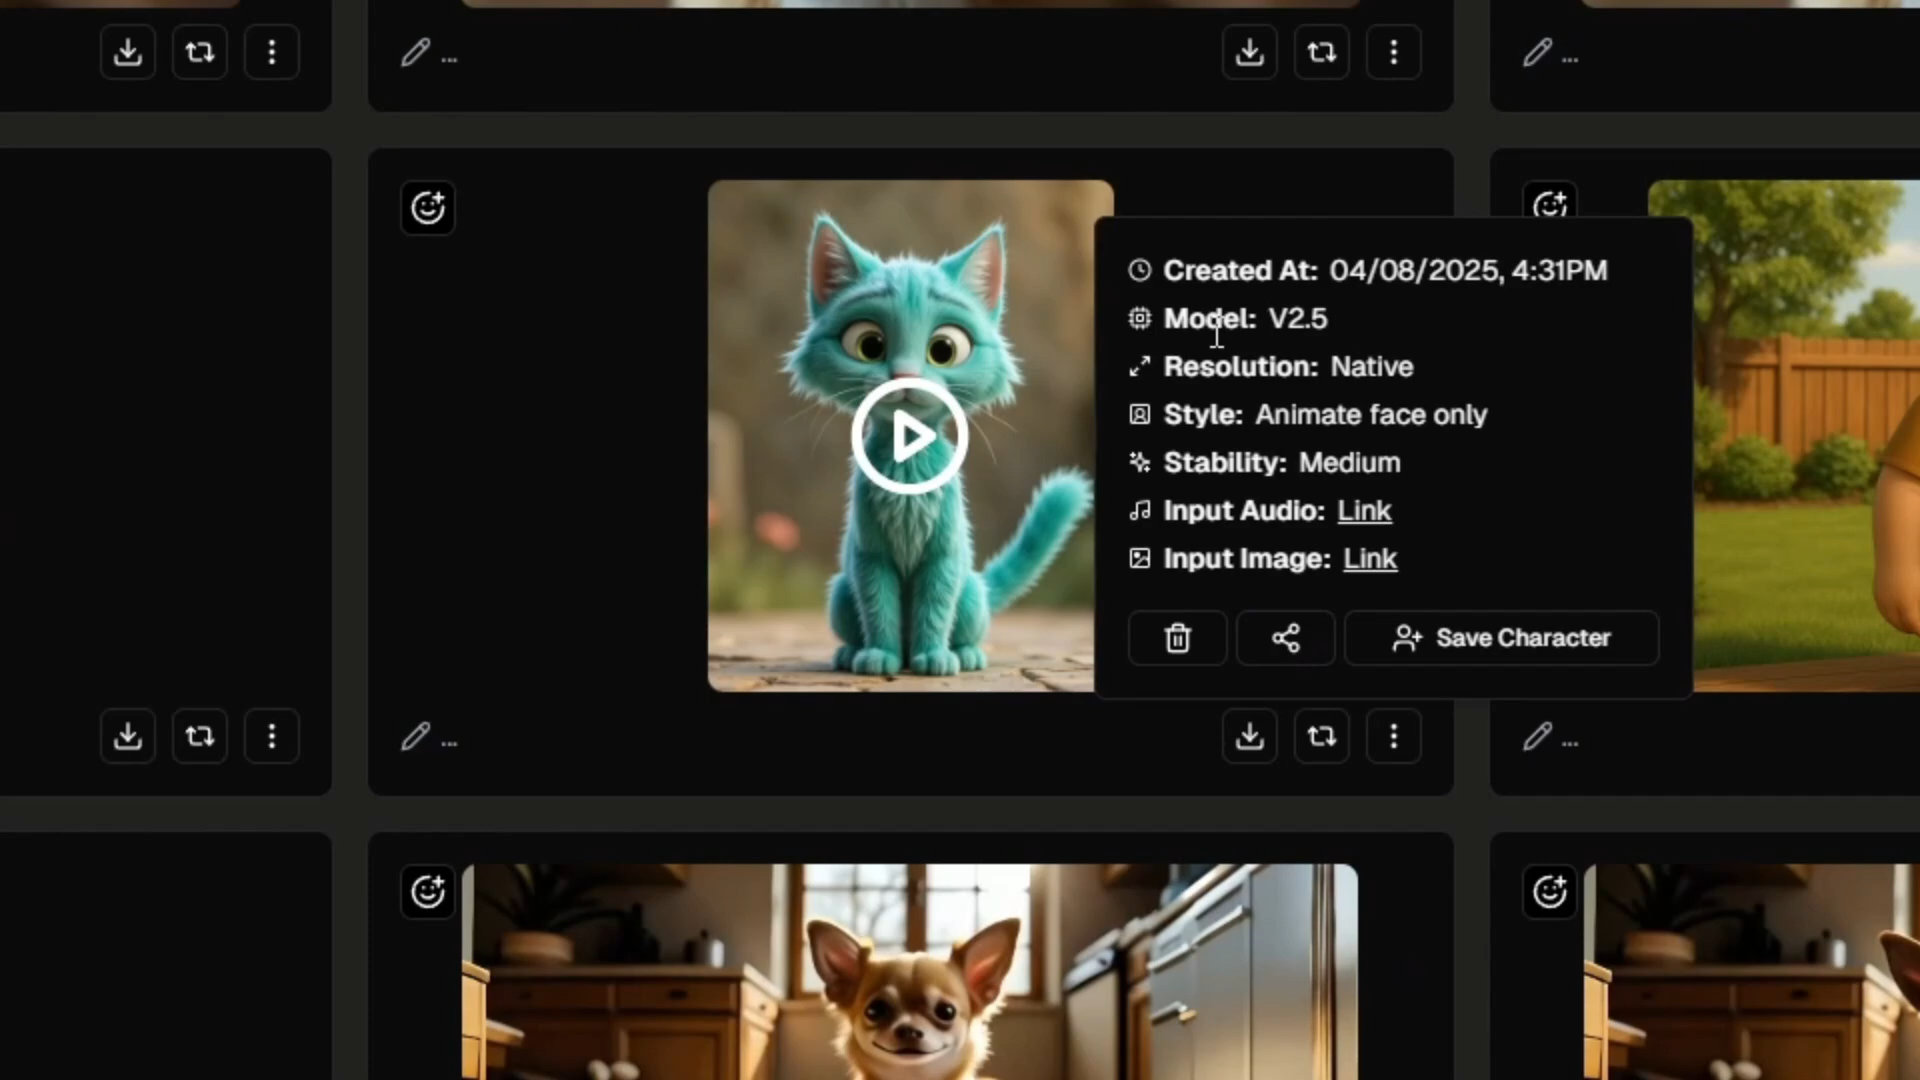 ...
...
Created At: 04/08/2025, 4:31PM
Model: V2.5
Resolution: Native
Style: Animate face only
Stability: Medium
Input Audio: Link
Input Image: Link
Save Character
...
...